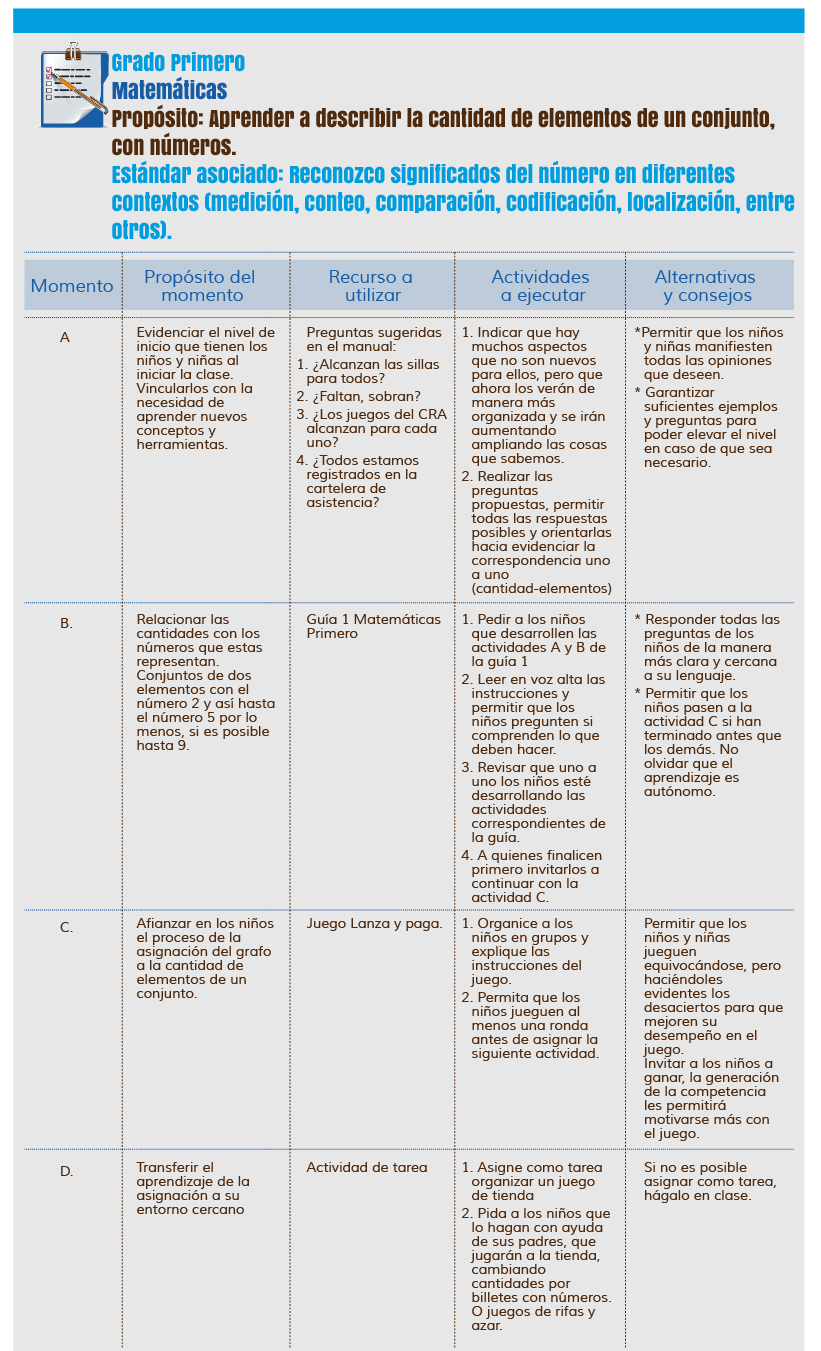 Grado Primero
Matemáticas
Propósito: Aprender a describir la cantidad de elementos de un conjunto,
con números.
Estándar asociado: Reconozco significados del número en diferentes
contextos (medición, conteo, comparación, codificación, localización, entre
otros).
Momento
Propósito del
momento
Recurso a
utilizar
Actividades
a ejecutar
Alternativas
y consejos
A
Evidenciar el nivel de
inicio que tienen los
niños y niñas al
iniciar la clase.
Vincularlos con la
necesidad de
aprender nuevos
conceptos y
herramientas.
Preguntas sugeridas
en el manual:
1. ¿Alcanzan las sillas
para todos?
2. ¿Faltan, sobran?
3. ¿Los juegos del CRA
alcanzan para cada
uno?
4. ¿Todos estamos
registrados en la
cartelera de
asistencia?
1. Indicar que hay
muchos aspectos
que no son nuevos
para ellos, pero que
ahora los verán de
manera más
organizada y se irán
aumentando
ampliando las cosas
que sabemos.
2. Realizar las
preguntas
propuestas, permitir
todas las respuestas
posibles y orientarlas
hacia evidenciar la
correspondencia uno
a uno
(cantidad-elementos)
*Permitir que los niños
y niñas manifiesten
todas las opiniones
que deseen.
* Garantizar
suficientes ejemplos
y preguntas para
poder elevar el nivel
en caso de que sea
necesario.
B.
Relacionar las
cantidades con los
números que estas
representan.
Conjuntos de dos
elementos con el
número 2 y así hasta
el número 5 por lo
menos, si es posible
hasta 9.
Guía 1 Matemáticas
Primero
1. Pedir a los niños
que desarrollen las
actividades A y B de
la guía 1
2. Leer en voz alta las
instrucciones y
permitir que los
niños pregunten si
comprenden lo que
deben hacer.
3. Revisar que uno a
uno los niños esté
desarrollando las
actividades
correspondientes de
la guía.
4. A quienes finalicen
primero invitarlos a
continuar con la
actividad C.
* Responder todas las
preguntas de los
niños de la manera
más clara y cercana
a su lenguaje.
* Permitir que los
niños pasen a la
actividad C si han
terminado antes que
los demás. No
olvidar que el
aprendizaje es
autónomo.
C.
Afianzar en los niños
el proceso de la
asignación del grafo
a la cantidad de
elementos de un
conjunto.
Juego Lanza y paga.
1. Organice a los
niños en grupos y
explique las
instrucciones del
juego.
2. Permita que los
niños jueguen al
menos una ronda
antes de asignar la
siguiente actividad.
Permitir que los
niños y niñas
jueguen
equivocándose, pero
haciéndoles
evidentes los
desaciertos para que
mejoren su
desempeño en el
juego.
Invitar a los niños a
ganar, la generación
de la competencia
les permitirá
motivarse más con
el juego.
D.
Transferir el
aprendizaje de la
asignación a su
entorno cercano
Actividad de tarea
1. Asigne como tarea
organizar un juego
de tienda
2. Pida a los niños que
lo hagan con ayuda
de sus padres, que
jugarán a la tienda,
cambiando
cantidades por
billetes con números.
O juegos de rifas y
azar.
Si no es posible
asignar como tarea,
hágalo en clase.